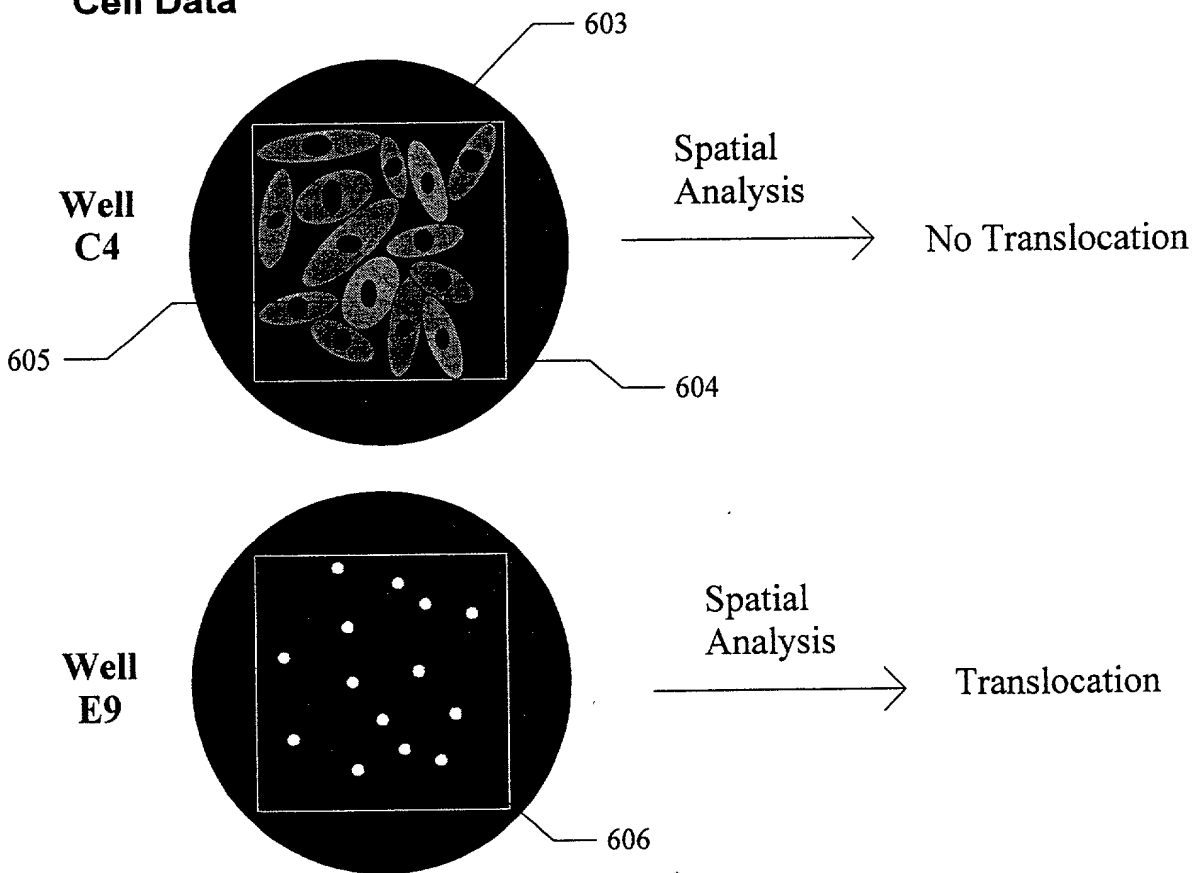 Cell Data
603
Spatial
Analysis
Well
C4
No Translocation
605
604
Spatial
Analysis
Well
E9
Translocation
606